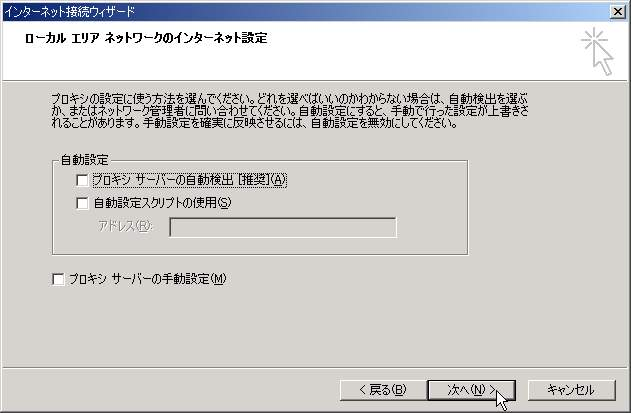 インターネット接続ウィザード
ローカル エリア ネットワークのインターネット設定
プロキシの設定に使う方法を選んでください。どれを選べばいいのかわからない場合は、自動検出を選ぶ
か、またはネットワーク管理者に問い合わせてください。自動設定にすると、手動で行った設定が上書きさ
れることがあります。手動設定を確実に反映させるには、自動設定を無効にしてください。
自動設定
プロキシ サーバーの自動検出 [推奨](A)
自動設定スクリプトの使用(S)
アドレス(R):
プロキシ サーバーの手動設定(M)
< 戻る(B)
次へ(N) >
キャンセル